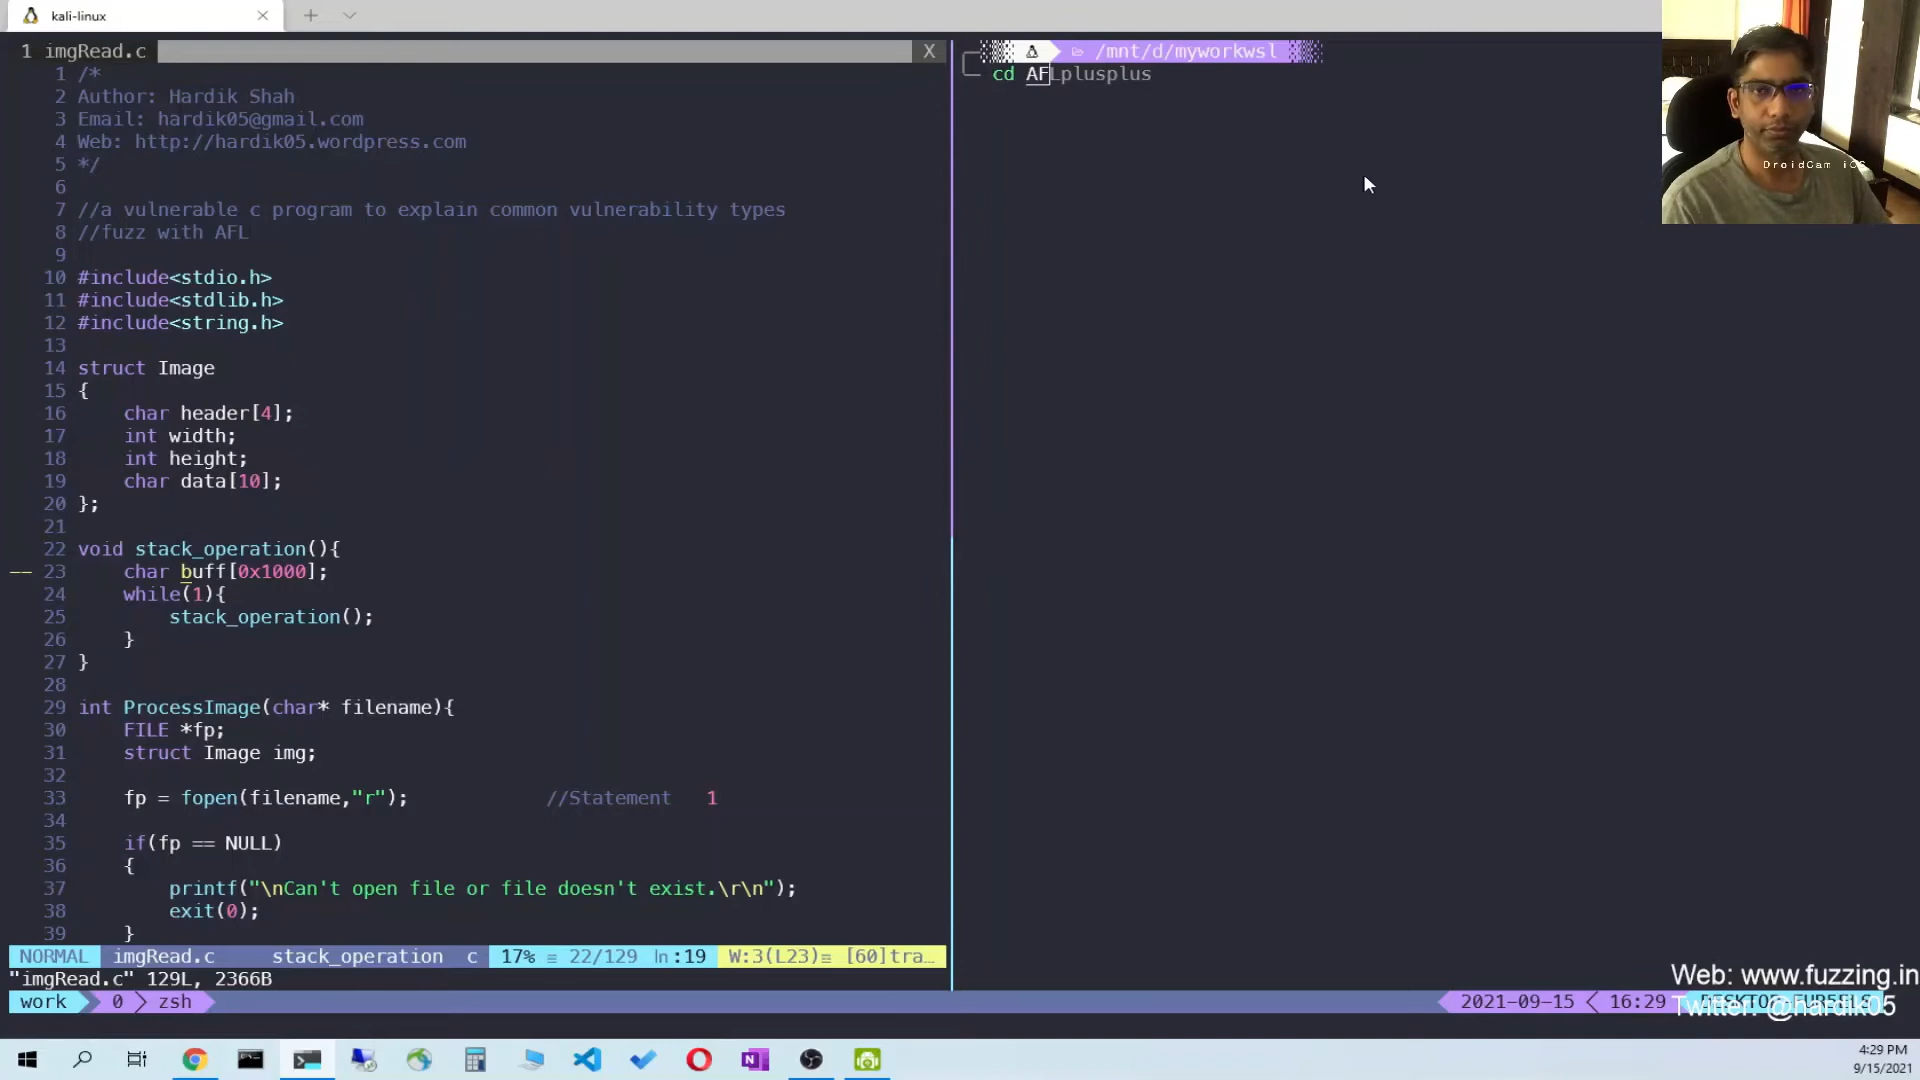 kali-linux
1 imgRead.c X
1 /*
2 Author: Hardik Shah
3 Email: hardik05@gmail.com
4 Web: http://hardik05.wordpress.com
5 */
6
7 //a vulnerable c program to explain common vulnerability types
8 //fuzz with AFL
9
10 #include<stdio.h>
11 #include<stdlib.h>
12 #include<string.h>
13
14 struct Image
15 {
16 char header[4];
17 int width;
18 int height;
19 char data[10];
20 };
21
22 void stack_operation(){
-- 23 char buff[0x1000];
24 while(1){
25 stack_operation();
26 }
27 }
28
29 int ProcessImage(char* filename){
30 FILE *fp;
31 struct Image img;
32
33 fp = fopen(filename,"r"); //Statement 1
34
35 if(fp == NULL)
36 {
37 printf("\nCan't open file or file doesn't exist.\r\n");
38 exit(0);
39 }
NORMAL imgRead.c stack_operation c 17% ≡ 22/129 ln:19 W:3(L23)≡ [60]tra…
"imgRead.c" 129L, 2366B
work 0 zsh
/mnt/d/myworkwsl
cd AFLplusplus
DroidCam iOS
Web: www.fuzzing.in
2021-09-15 16:29
Twitter: @hardik05
4:29 PM
9/15/2021